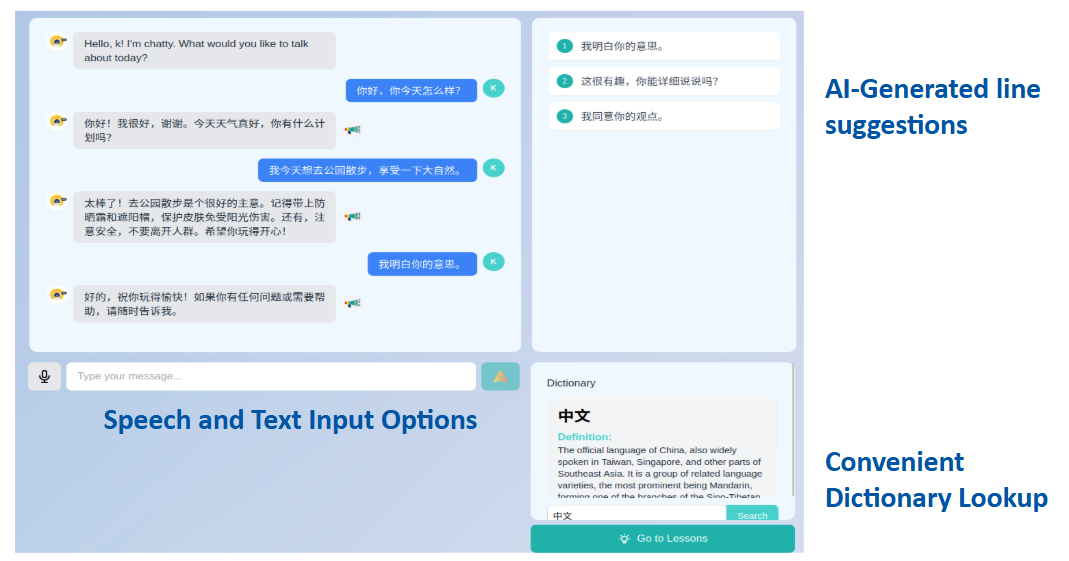 Hello, k! I'm chatty. What would you like to talk
about today?
你好，你今天怎么样？
K
你好！我很好，谢谢。今天天气真好，你有什么计
划吗？
我今天想去公园散步，享受一下大自然。
K
太棒了！去公园散步是个很好的主意。记得带上防
晒霜和遮阳帽，保护皮肤免受阳光伤害。还有，注
意安全，不要离开人群。希望你玩得开心！
我明白你的意思。
K
好的，祝你玩得愉快！如果你有任何问题或需要帮
助，请随时告诉我。
Type your message...
Speech and Text Input Options
1 我明白你的意思。
2 这很有趣，你能详细说说吗？
3 我同意你的观点。
AI-Generated line
suggestions
Dictionary
中文
Definition:
The official language of China, also widely
spoken in Taiwan, Singapore, and other parts of
Southeast Asia. It is a group of related language
varieties, the most prominent being Mandarin,
forming one of the branches of the Sino-Tibetan
中文
Search
Go to Lessons
Convenient
Dictionary Lookup